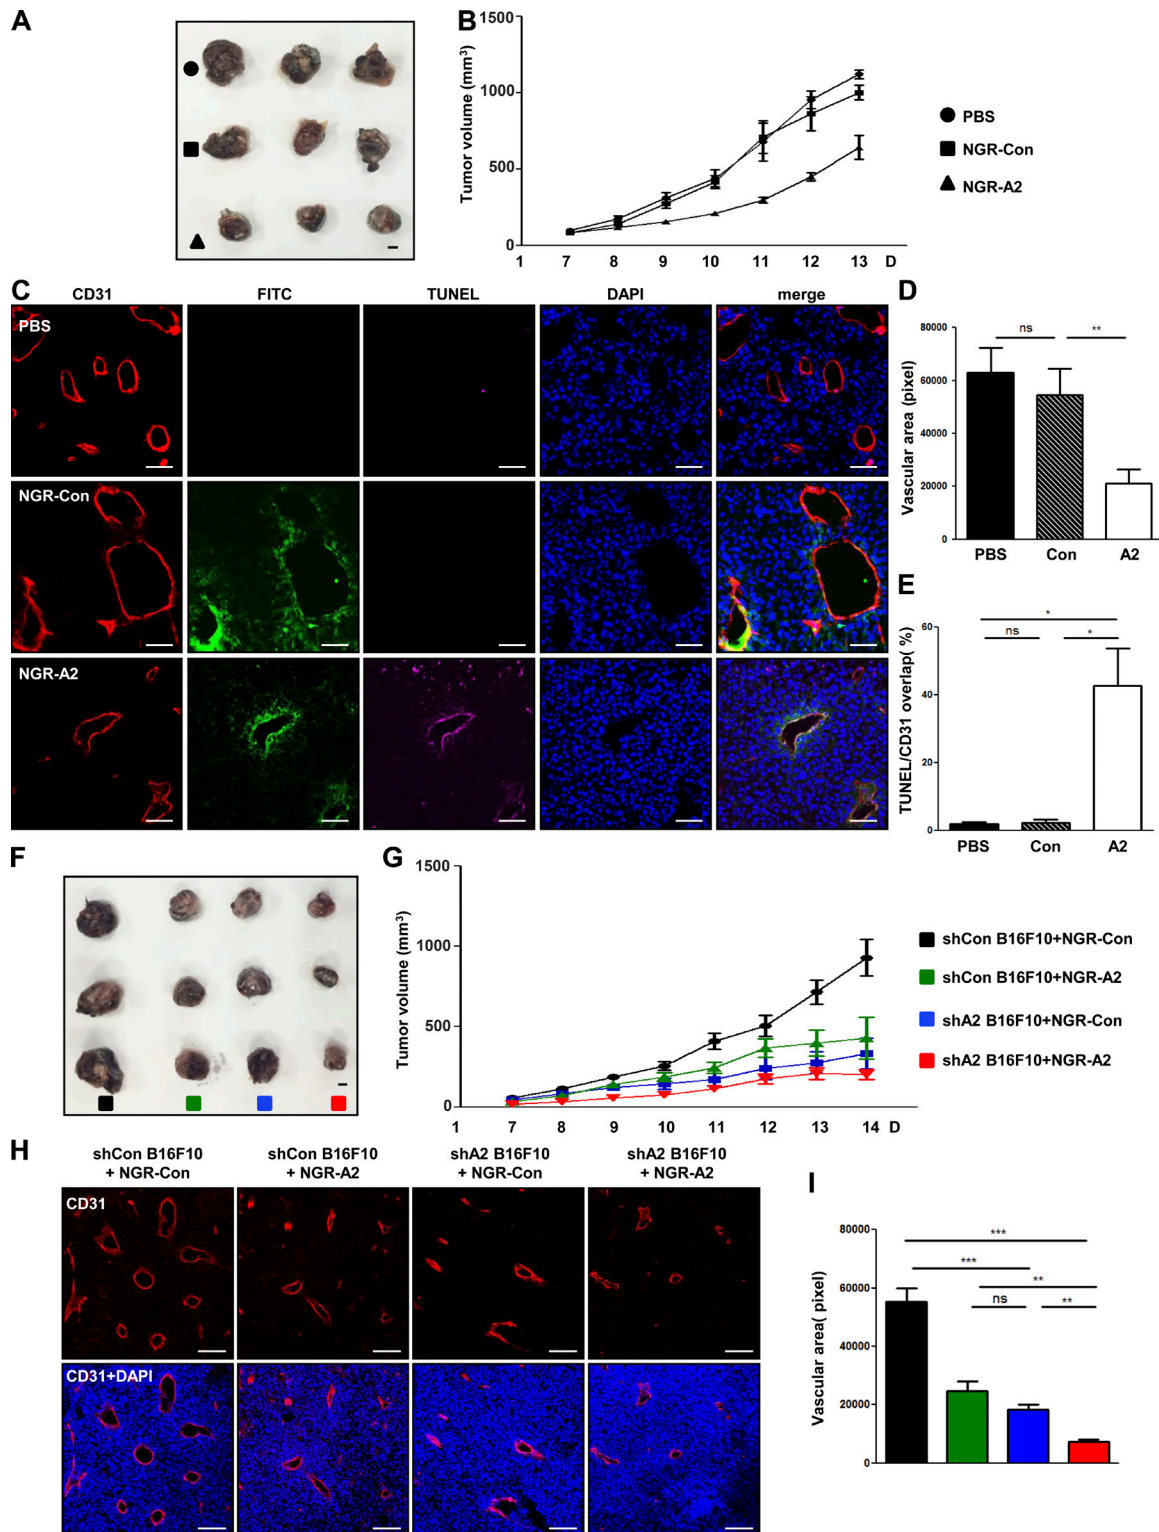 A
B
1500
1000
500
0
Tumor volume (mm³)
1 7 8 9 10 11 12 13 D
PBS
NGR-Con
NGR-A2
C
CD31 FITC TUNEL DAPI merge
PBS
NGR-Con
NGR-A2
D
80000
60000
40000
20000
0
Vascular area (pixel)
ns **
PBS Con A2
E
60
40
20
0
TUNEL/CD31 overlap( %)
*
ns *
PBS Con A2
F
G
1500
1000
500
0
Tumor volume (mm³)
1 7 8 9 10 11 12 13 14 D
shCon B16F10+NGR-Con
shCon B16F10+NGR-A2
shA2 B16F10+NGR-Con
shA2 B16F10+NGR-A2
H
shCon B16F10
+ NGR-Con
shCon B16F10
+ NGR-A2
shA2 B16F10
+ NGR-Con
shA2 B16F10
+ NGR-A2
CD31
CD31+DAPI
I
80000
60000
40000
20000
0
Vascular area( pixel)
***
***
**
ns **